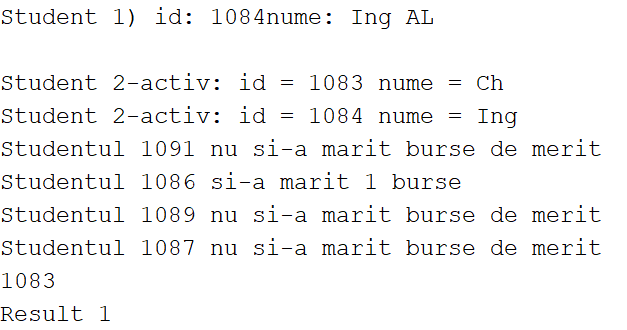 Student 1) id: 1084nume: Ing AL
Student 2-activ: id = 1083 nume = Ch
Student 2-activ: id = 1084 nume = Ing
Studentul 1091 nu si-a marit burse de merit
Studentul 1086 si-a marit 1 burse
Studentul 1089 nu si-a marit burse de merit
Studentul 1087 nu si-a marit burse de merit
1083
Result 1